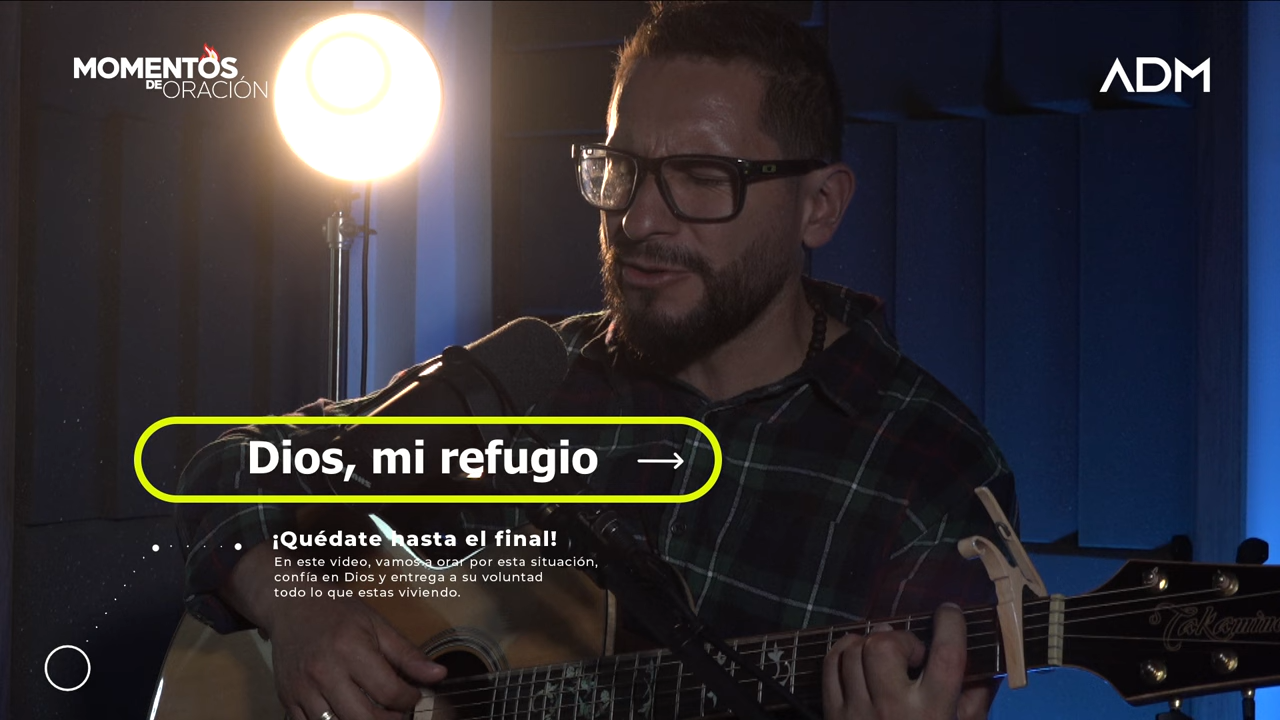 MOMENTOS
DE ORACIÓN
ADM
Dios, mi refugio
¡Quédate hasta el final!
En este video, vamos a orar por esta situación,
confía en Dios y entrega a su voluntad
todo lo que estas viviendo.
Takamine